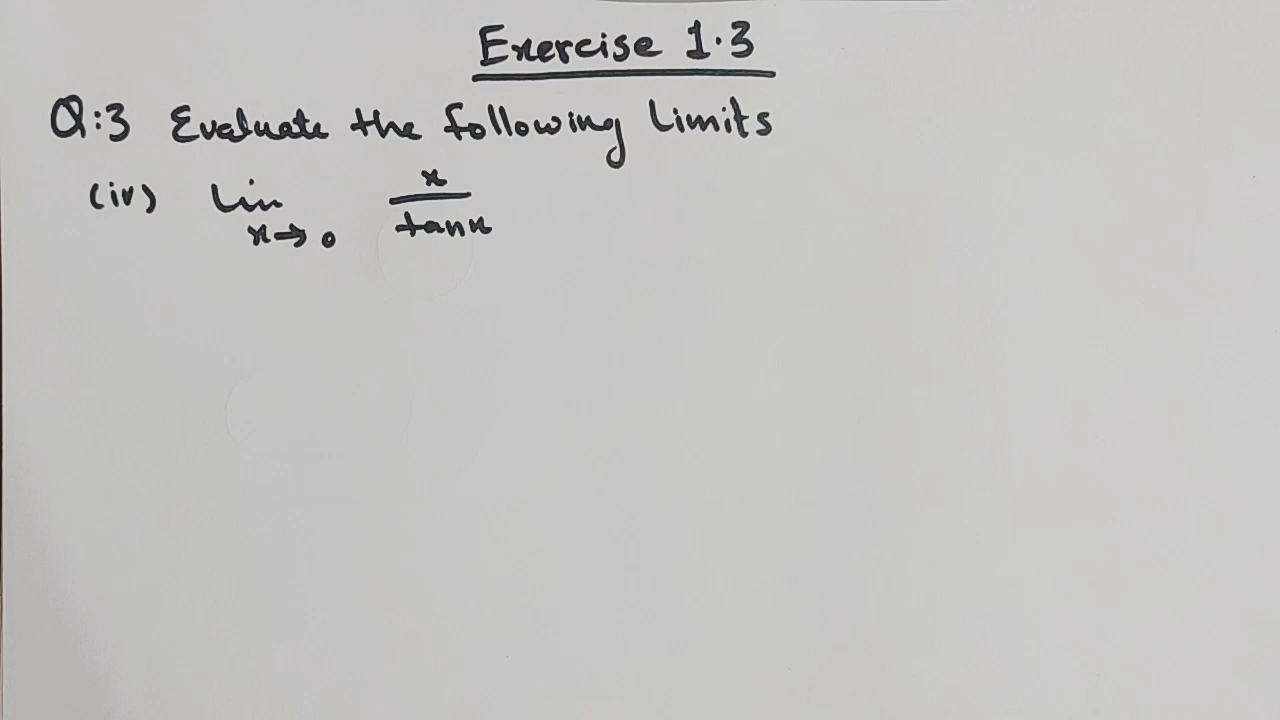 Exercise 1.3
Q:3 Evaluate the following Limits
(iv) Lim x→0 x/tanx